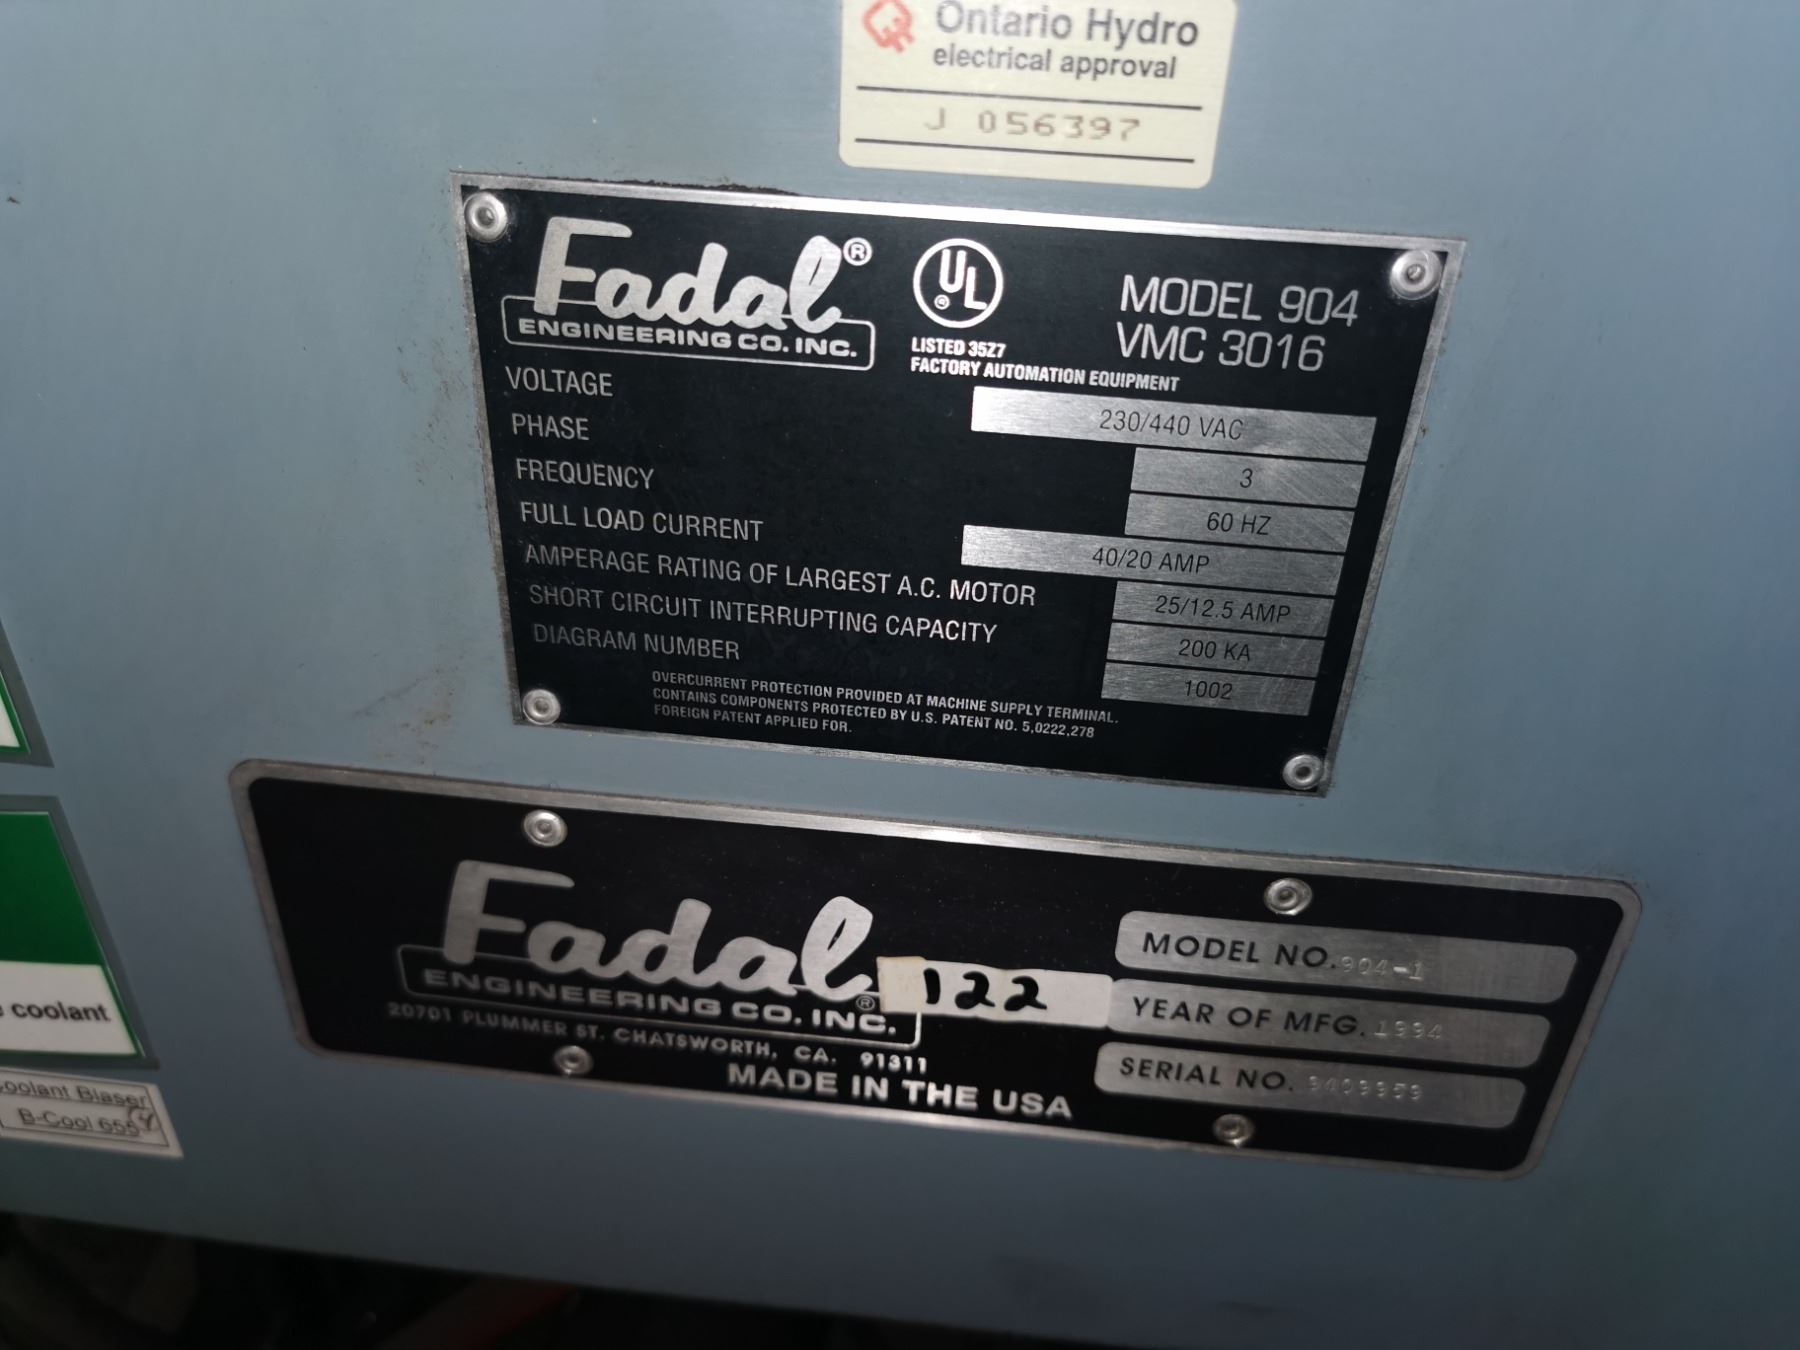 Ontario Hydro
electrical approval
J 056397
Fadal®
ENGINEERING CO. INC.
UL®
LISTED 35Z7
FACTORY AUTOMATION EQUIPMENT
MODEL 904
VMC 3016
VOLTAGE 230/440 VAC
PHASE 3
FREQUENCY 60 HZ
FULL LOAD CURRENT 40/20 AMP
AMPERAGE RATING OF LARGEST A.C. MOTOR 25/12.5 AMP
SHORT CIRCUIT INTERRUPTING CAPACITY 200 KA
DIAGRAM NUMBER 1002
OVERCURRENT PROTECTION PROVIDED AT MACHINE SUPPLY TERMINAL.
CONTAINS COMPONENTS PROTECTED BY U.S. PATENT NO. 5,0222,278
FOREIGN PATENT APPLIED FOR.
Fadal®
ENGINEERING CO. INC.
20701 PLUMMER ST. CHATSWORTH, CA. 91311
MADE IN THE USA
122
MODEL NO. 904-1
YEAR OF MFG. 1994
SERIAL NO. 9409959
coolant
Coolant Blaser
B-Cool 655